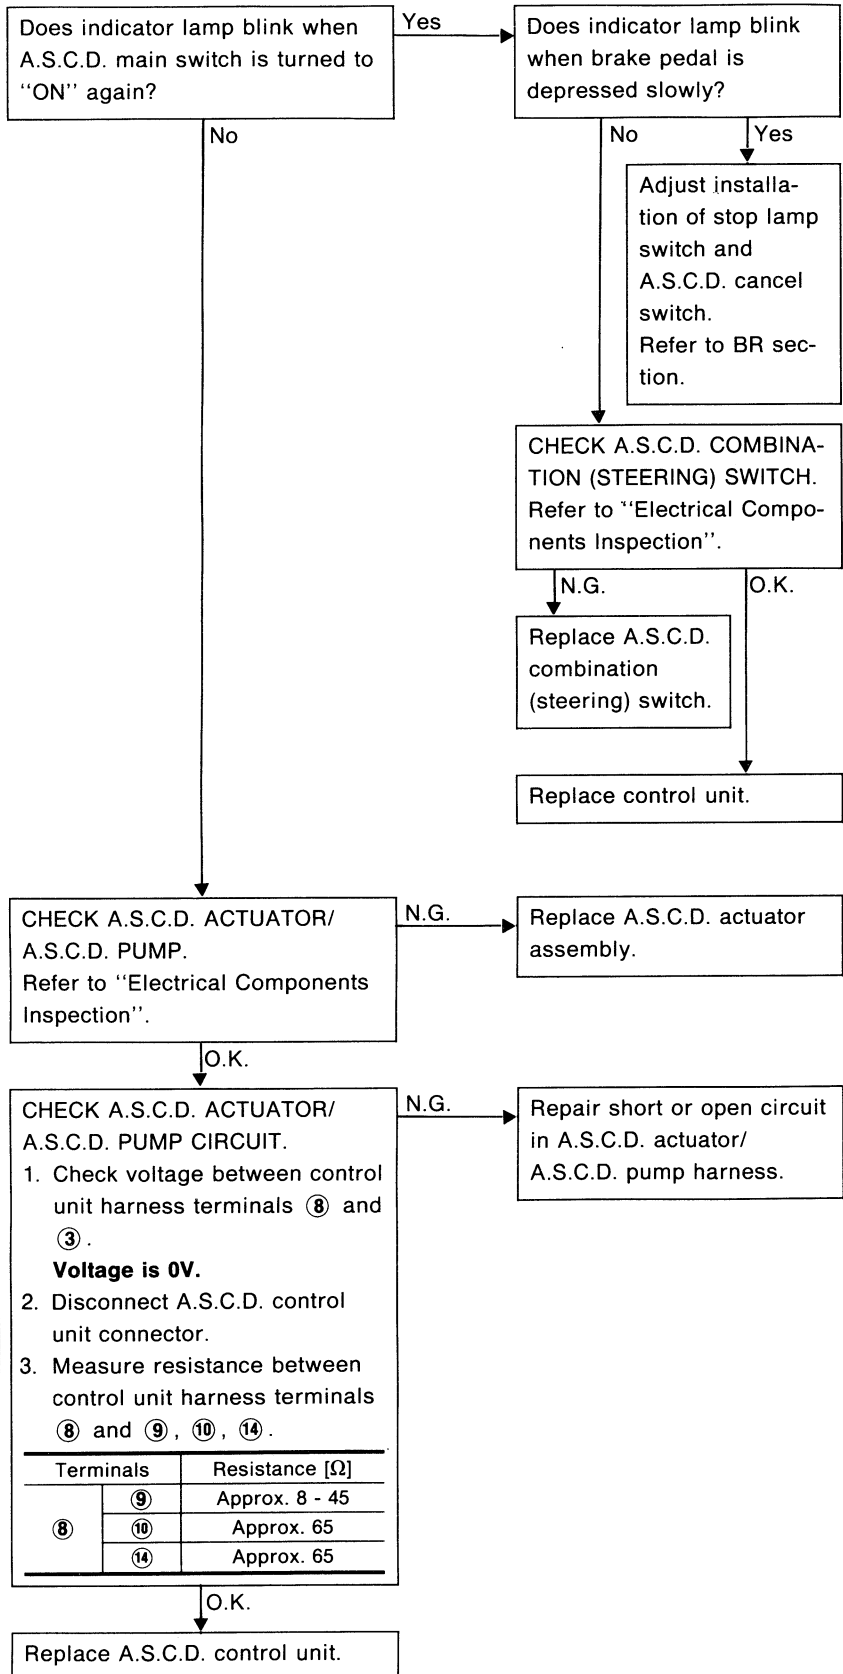 Does indicator lamp blink when
A.S.C.D. main switch is turned to
“ON” again?
Yes
Does indicator lamp blink
when brake pedal is
depressed slowly?
No
No
Yes
Adjust installa-
tion of stop lamp
switch and
A.S.C.D. cancel
switch.
Refer to BR sec-
tion.
CHECK A.S.C.D. COMBINA-
TION (STEERING) SWITCH.
Refer to “Electrical Compo-
nents Inspection”.
N.G.
O.K.
Replace A.S.C.D.
combination
(steering) switch.
Replace control unit.
CHECK A.S.C.D. ACTUATOR/
A.S.C.D. PUMP.
Refer to “Electrical Components
Inspection”.
N.G.
Replace A.S.C.D. actuator
assembly.
O.K.
CHECK A.S.C.D. ACTUATOR/
A.S.C.D. PUMP CIRCUIT.
1. Check voltage between control
unit harness terminals ⑧ and
③ .
Voltage is 0V.
2. Disconnect A.S.C.D. control
unit connector.
3. Measure resistance between
control unit harness terminals
⑧ and ⑨ , ⑩ , ⑭ .
Terminals Resistance [Ω]
⑨ Approx. 8 - 45
⑧ ⑩ Approx. 65
⑭ Approx. 65
N.G.
Repair short or open circuit
in A.S.C.D. actuator/
A.S.C.D. pump harness.
O.K.
Replace A.S.C.D. control unit.